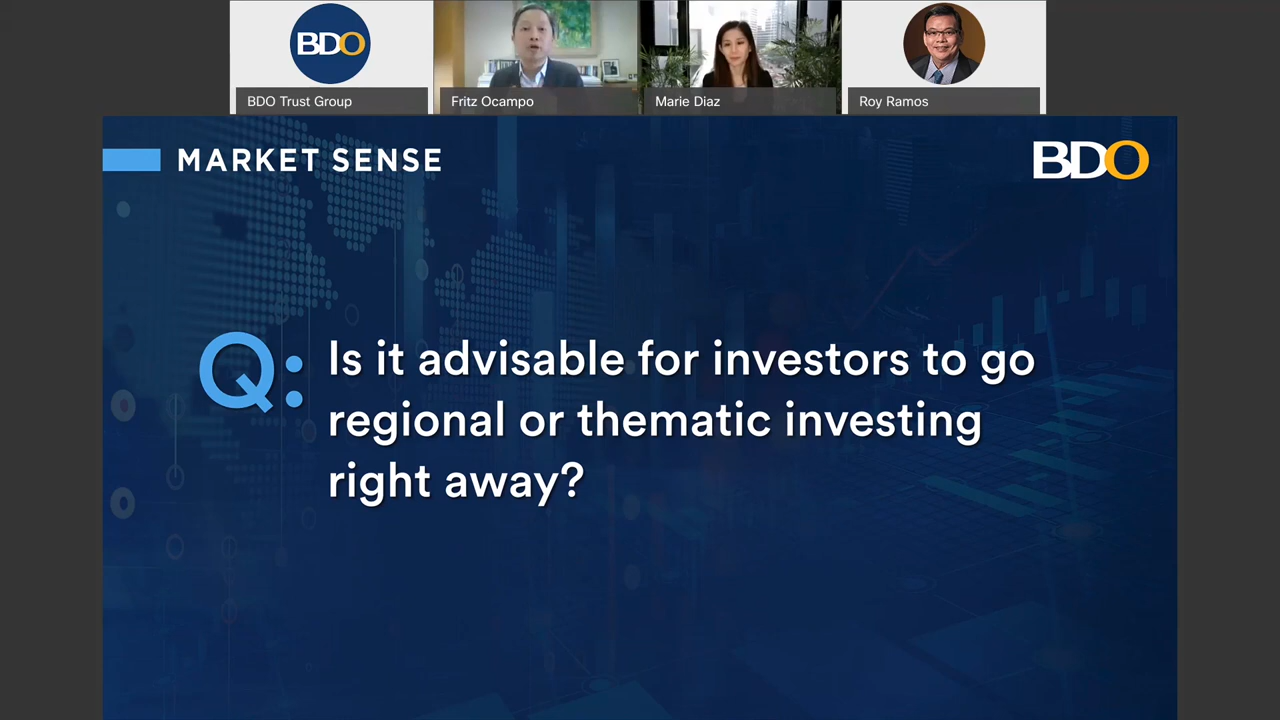 BDO
BDO Trust Group
Fritz Ocampo
Marie Diaz
Roy Ramos
MARKET SENSE
BDO
Q: Is it advisable for investors to go
regional or thematic investing
right away?